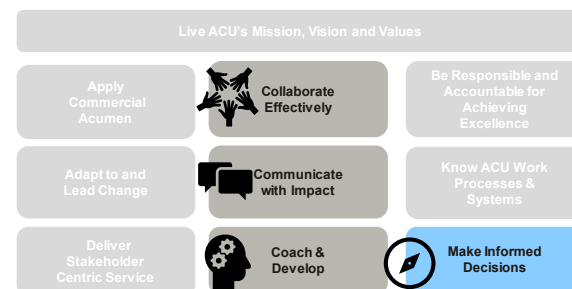 Live ACU's Mission, Vision and Values
Apply
Commercial
Acumen
Collaborate
Effectively
Be Responsible and
Accountable for
Achieving
Excellence
Adapt to and
Lead Change
Communicate
with Impact
Know ACU Work
Processes &
Systems
Deliver
Stakeholder
Centric Service
Coach &
Develop
Make Informed
Decisions